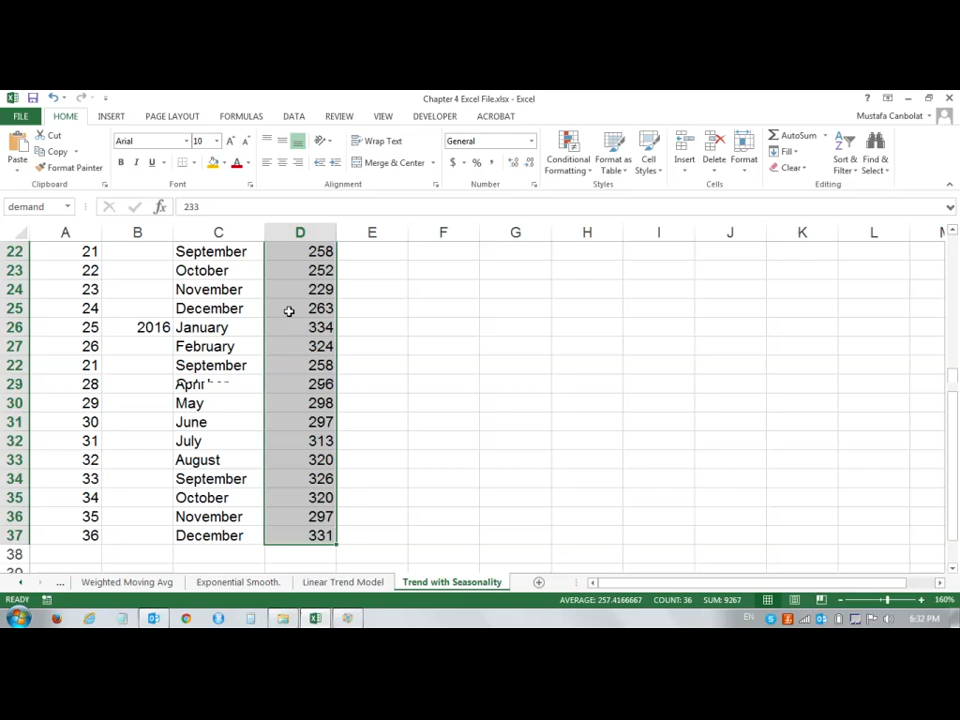 Chapter 4 Excel File.xlsx - Excel
FILE HOME INSERT PAGE LAYOUT FORMULAS DATA REVIEW VIEW DEVELOPER ACROBAT Mustafa Canbolat
Paste Cut Copy Format Painter Clipboard
Arial 10 B I U Font
Wrap Text Merge & Center Alignment
General $ % Number
Conditional Formatting Format as Table Cell Styles Styles
Insert Delete Format Cells
AutoSum Fill Clear Sort & Filter Find & Select Editing
demand fx 233
A B C D E F G H I J K L
22 21 September 258
23 22 October 252
24 23 November 229
25 24 December 263
26 25 2016 January 334
27 26 February 324
22 21 September 258
29 28 296
30 29 May 298
31 30 June 297
32 31 July 313
33 32 August 320
34 33 September 326
35 34 October 320
36 35 November 297
37 36 December 331
38
... Weighted Moving Avg Exponential Smooth. Linear Trend Model Trend with Seasonality
READY AVERAGE: 257.4166667 COUNT: 36 SUM: 9267 160%
EN 6:32 PM